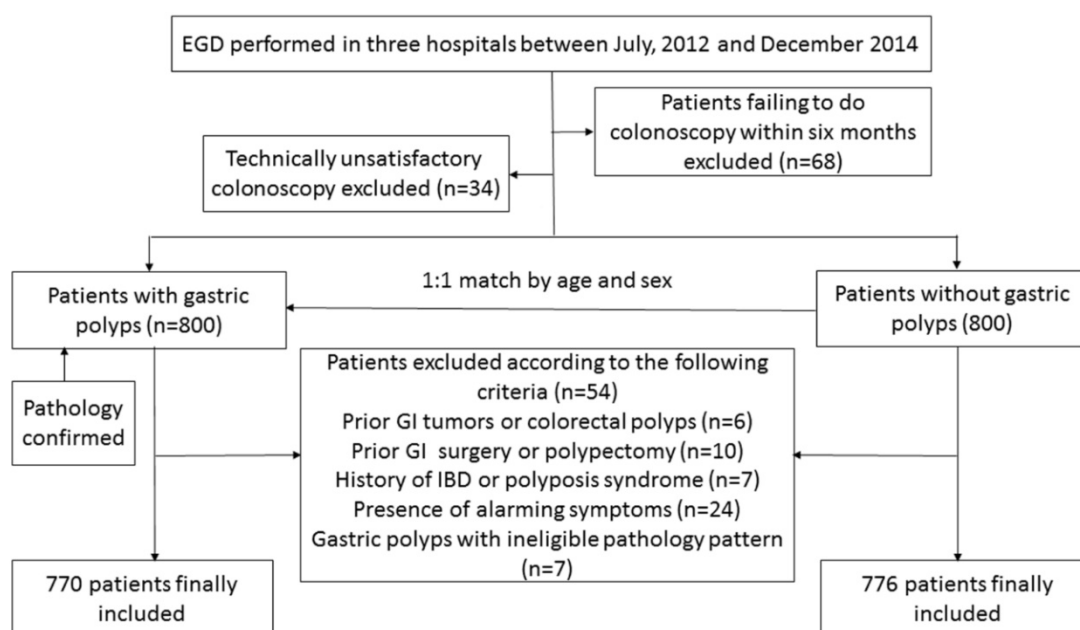 EGD performed in three hospitals between July, 2012 and December 2014
Patients failing to do
colonoscopy within six months
excluded (n=68)
Technically unsatisfactory
colonoscopy excluded (n=34)
1:1 match by age and sex
Patients with gastric
polyps (n=800)
Patients without gastric
polyps (800)
Pathology
confirmed
Patients excluded according to the following
criteria (n=54)
Prior GI tumors or colorectal polyps (n=6)
Prior GI surgery or polypectomy (n=10)
History of IBD or polyposis syndrome (n=7)
Presence of alarming symptoms (n=24)
Gastric polyps with ineligible pathology pattern
(n=7)
770 patients finally
included
776 patients finally
included